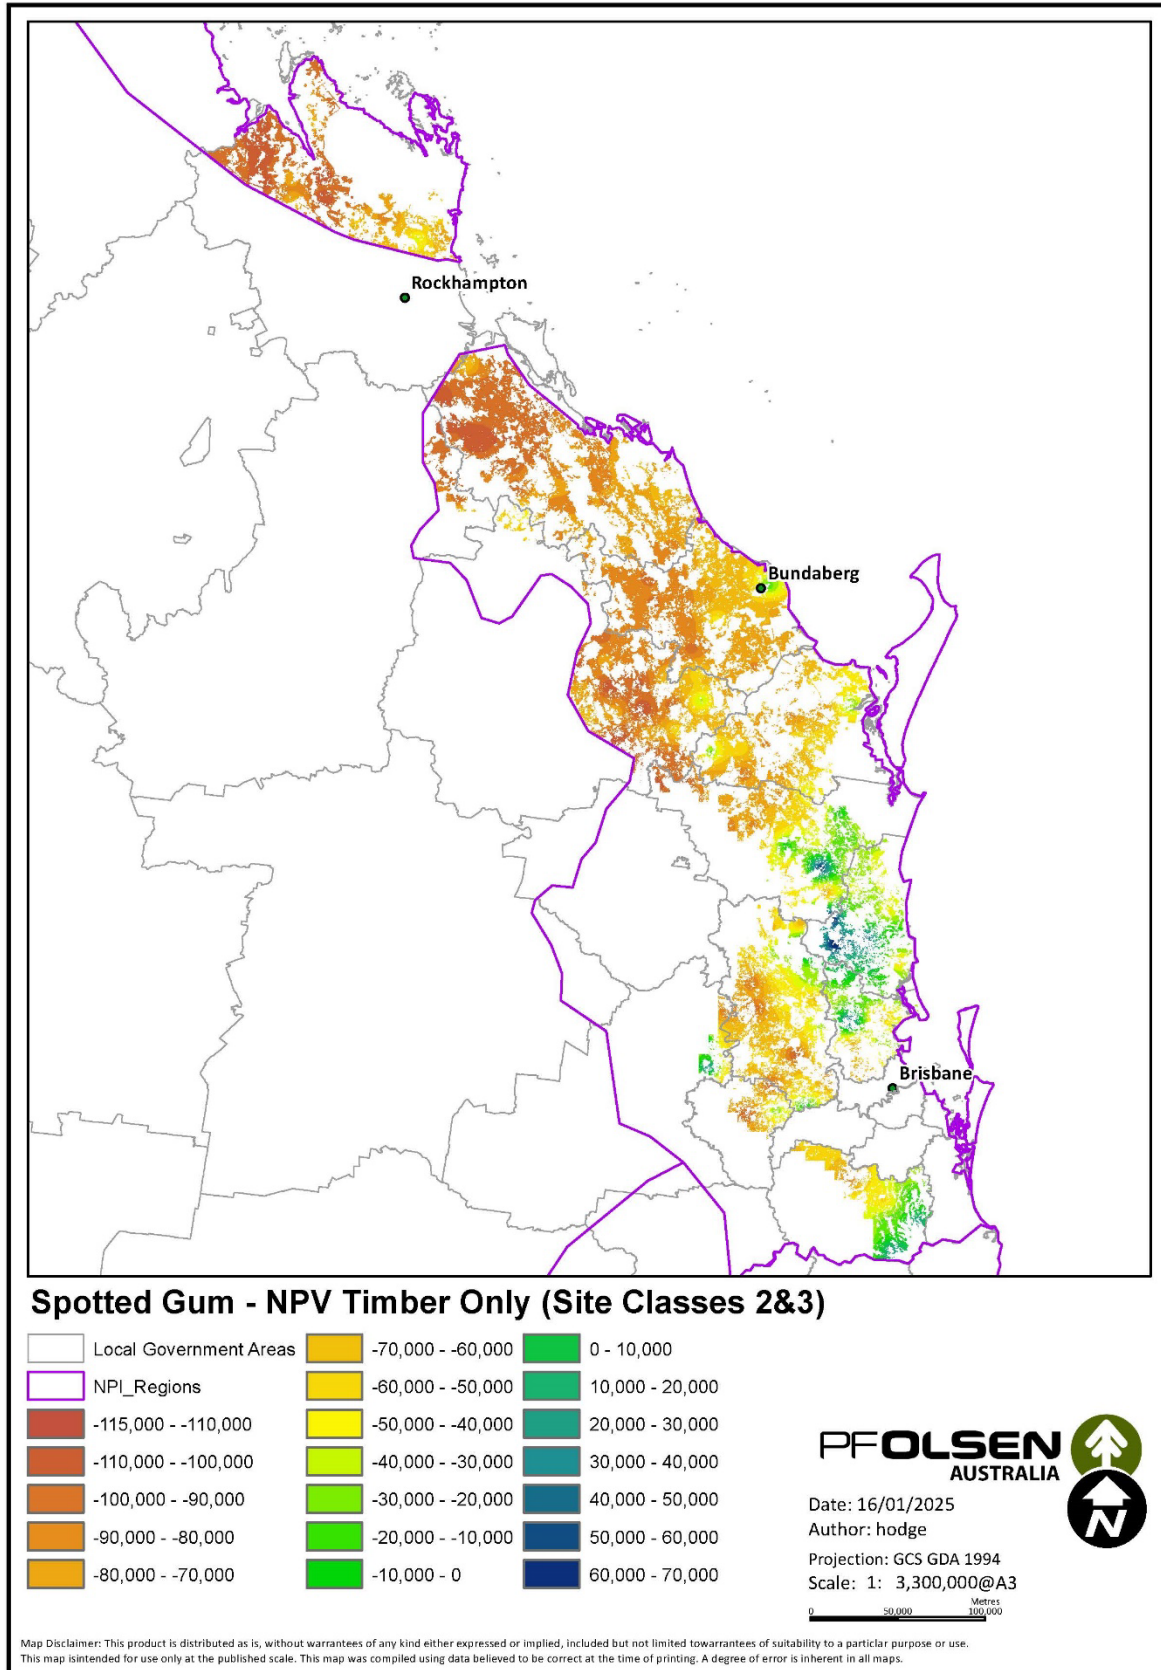 Rockhampton
Bundaberg
Brisbane
Spotted Gum - NPV Timber Only (Site Classes 2&3)
Local Government Areas
NPI_Regions
-115,000 - -110,000
-110,000 - -100,000
-100,000 - -90,000
-90,000 - -80,000
-80,000 - -70,000
-70,000 - -60,000
-60,000 - -50,000
-50,000 - -40,000
-40,000 - -30,000
-30,000 - -20,000
-20,000 - -10,000
-10,000 - 0
0 - 10,000
10,000 - 20,000
20,000 - 30,000
30,000 - 40,000
40,000 - 50,000
50,000 - 60,000
60,000 - 70,000
PF OLSEN
AUSTRALIA
N
Date: 16/01/2025
Author: hodge
Projection: GCS GDA 1994
Scale: 1: 3,300,000@A3
Metres
0 50,000 100,000
Map Disclaimer: This product is distributed as is, without warrantees of any kind either expressed or implied, included but not limited towarrantes of suitability to a particlar purpose or use.
This map isintended for use only at the published scale. This map was compiled using data believed to be correct at the time of printing. A degree of error is inherent in all maps.